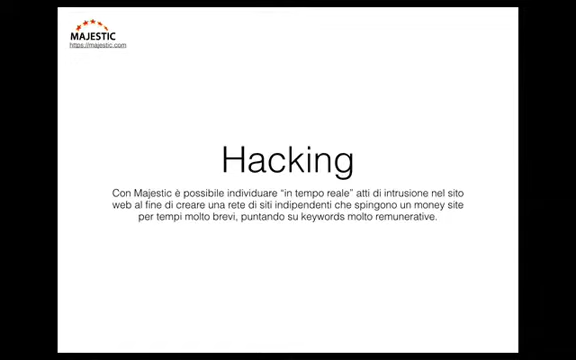 MAJESTIC
https://majestic.com
Hacking
Con Majestic è possibile individuare “in tempo reale” atti di intrusione nel sito
web al fine di creare una rete di siti indipendenti che spingono un money site
per tempi molto brevi, puntando su keywords molto remunerative.